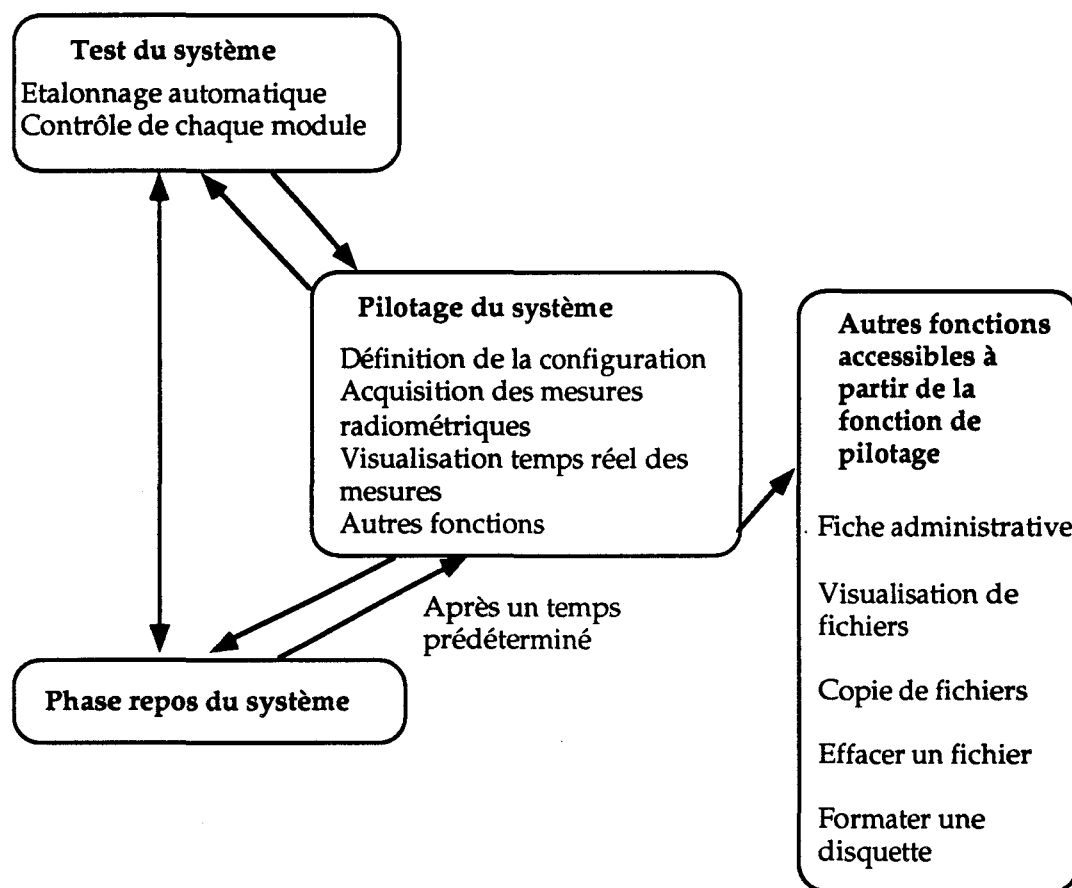 Test du système
Etalonnage automatique
Contrôle de chaque module
Pilotage du système
Définition de la configuration
Acquisition des mesures
radiométriques
Visualisation temps réel des
mesures
Autres fonctions
Autres fonctions
accessibles à
partir de la
fonction de
pilotage
Fiche administrative
Visualisation de
fichiers
Copie de fichiers
Effacer un fichier
Formater une
disquette
Après un temps
prédéterminé
Phase repos du système